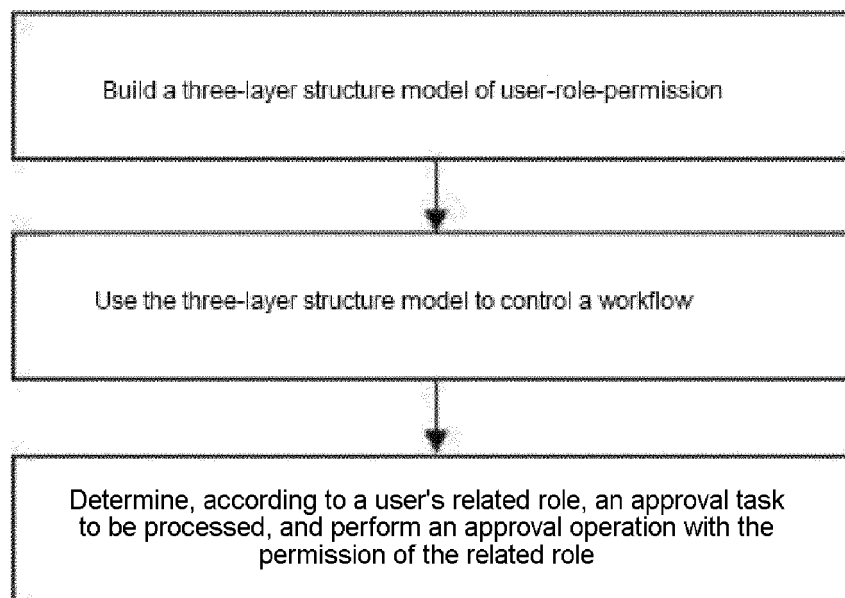 Build a three-layer structure model of user-role-permission
Use the three-layer structure model to control a workflow
Determine, according to a user's related role, an approval task
to be processed, and perform an approval operation with the
permission of the related role